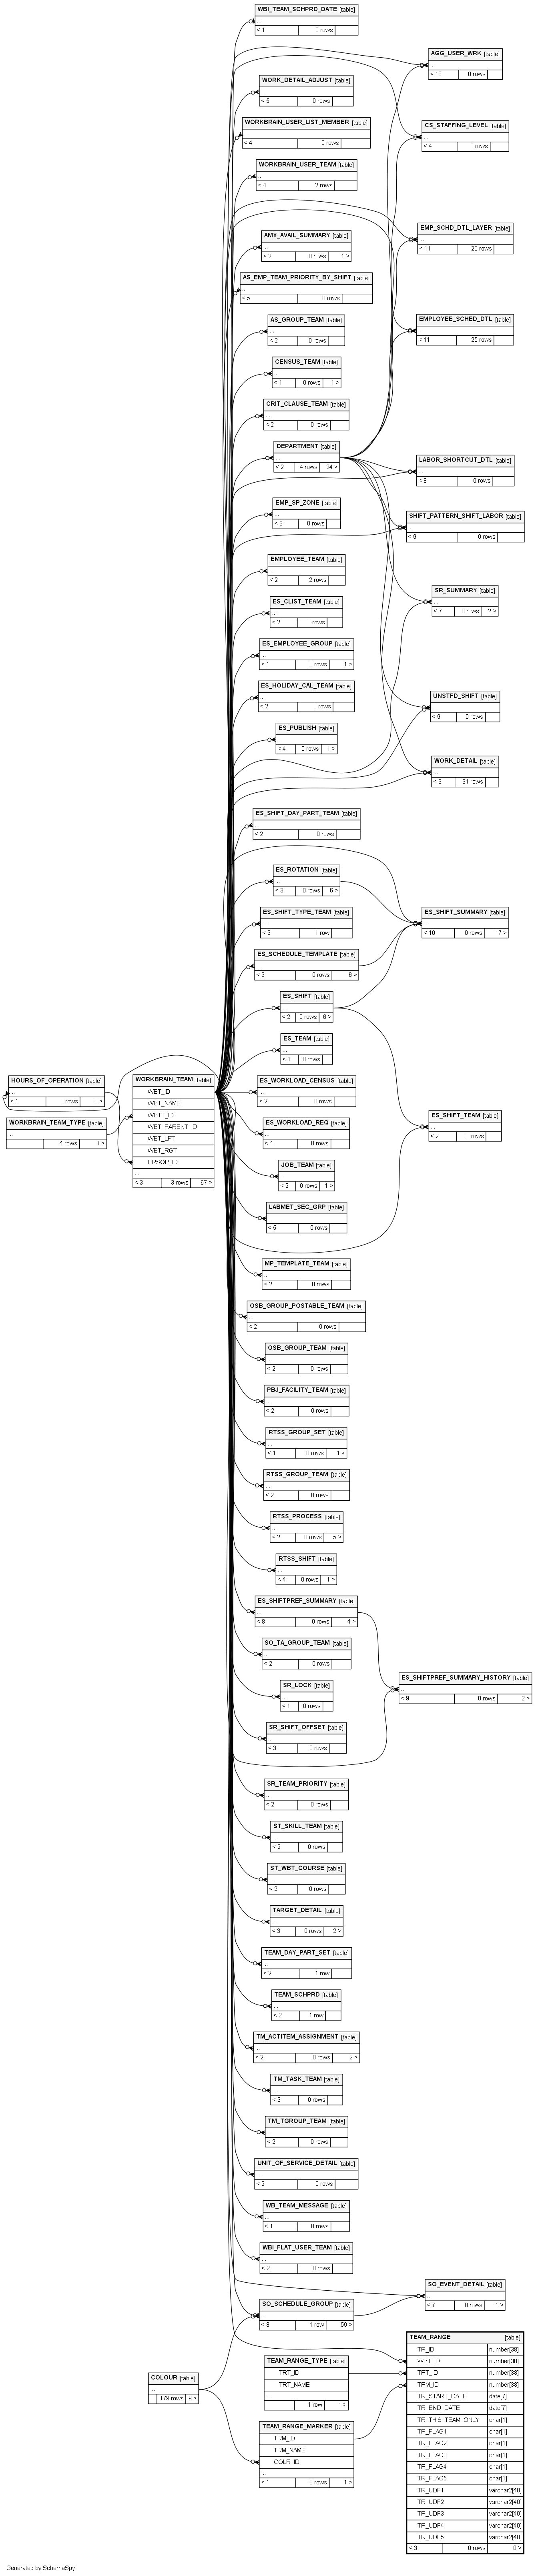 WBI_TEAM_SCHPRD_DATE [table]
...
< 1 0 rows
AGG_USER_WRK [table]
...
< 13 0 rows
WORK_DETAIL_ADJUST [table]
...
< 5 0 rows
WORKBRAIN_USER_LIST_MEMBER [table]
...
< 4 0 rows
CS_STAFFING_LEVEL [table]
...
< 4 0 rows
WORKBRAIN_USER_TEAM [table]
...
< 4 2 rows
AMX_AVAIL_SUMMARY [table]
...
< 2 0 rows 1 >
EMP_SCHD_DTL_LAYER [table]
...
< 11 20 rows
AS_EMP_TEAM_PRIORITY_BY_SHIFT [table]
...
< 5 0 rows
AS_GROUP_TEAM [table]
...
< 2 0 rows
EMPLOYEE_SCHED_DTL [table]
...
< 11 25 rows
CENSUS_TEAM [table]
...
< 1 0 rows 1 >
CRIT_CLAUSE_TEAM [table]
...
< 2 0 rows
DEPARTMENT [table]
...
< 2 4 rows 24 >
LABOR_SHORTCUT_DTL [table]
...
< 8 0 rows
EMP_SP_ZONE [table]
...
< 3 0 rows
SHIFT_PATTERN_SHIFT_LABOR [table]
...
< 9 0 rows
EMPLOYEE_TEAM [table]
...
< 2 2 rows
SR_SUMMARY [table]
...
< 7 0 rows 2 >
ES_CLIST_TEAM [table]
...
< 2 0 rows
ES_EMPLOYEE_GROUP [table]
...
< 1 0 rows 1 >
ES_HOLIDAY_CAL_TEAM [table]
...
< 2 0 rows
UNSTFD_SHIFT [table]
...
< 9 0 rows
ES_PUBLISH [table]
...
< 4 0 rows 1 >
WORK_DETAIL [table]
...
< 9 31 rows
ES_SHIFT_DAY_PART_TEAM [table]
...
< 2 0 rows
ES_ROTATION [table]
...
< 3 0 rows 6 >
ES_SHIFT_TYPE_TEAM [table]
...
< 3 1 row
ES_SHIFT_SUMMARY [table]
...
< 10 0 rows 17 >
ES_SCHEDULE_TEMPLATE [table]
...
< 3 0 rows 6 >
ES_SHIFT [table]
...
< 2 0 rows 6 >
ES_TEAM [table]
...
< 1 0 rows
HOURS_OF_OPERATION [table]
...
< 1 0 rows 3 >
WORKBRAIN_TEAM [table]
WBT_ID
WBT_NAME
WBTT_ID
WBT_PARENT_ID
WBT_LFT
WBT_RGT
HRSOP_ID
...
< 3 3 rows 67 >
WORKBRAIN_TEAM_TYPE [table]
...
4 rows 1 >
ES_WORKLOAD_CENSUS [table]
...
< 2 0 rows
ES_WORKLOAD_REQ [table]
...
< 4 0 rows
ES_SHIFT_TEAM [table]
...
< 2 0 rows
JOB_TEAM [table]
...
< 2 0 rows 1 >
LABMET_SEC_GRP [table]
...
< 5 0 rows
MP_TEMPLATE_TEAM [table]
...
< 2 0 rows
OSB_GROUP_POSTABLE_TEAM [table]
...
< 2 0 rows
OSB_GROUP_TEAM [table]
...
< 2 0 rows
PBJ_FACILITY_TEAM [table]
...
< 2 0 rows
RTSS_GROUP_SET [table]
...
< 1 0 rows 1 >
RTSS_GROUP_TEAM [table]
...
< 2 0 rows
RTSS_PROCESS [table]
...
< 2 0 rows 5 >
RTSS_SHIFT [table]
...
< 4 0 rows 1 >
ES_SHIFTPREF_SUMMARY [table]
...
< 8 0 rows 4 >
SO_TA_GROUP_TEAM [table]
...
< 2 0 rows
ES_SHIFTPREF_SUMMARY_HISTORY [table]
...
< 9 0 rows 2 >
SR_LOCK [table]
...
< 1 0 rows
SR_SHIFT_OFFSET [table]
...
< 3 0 rows
SR_TEAM_PRIORITY [table]
...
< 2 0 rows
ST_SKILL_TEAM [table]
...
< 2 0 rows
ST_WBT_COURSE [table]
...
< 2 0 rows
TARGET_DETAIL [table]
...
< 3 0 rows 2 >
TEAM_DAY_PART_SET [table]
...
< 2 1 row
TEAM_SCHPRD [table]
...
< 2 1 row
TM_ACTITEM_ASSIGNMENT [table]
...
< 2 0 rows 2 >
TM_TASK_TEAM [table]
...
< 3 0 rows
TM_TGROUP_TEAM [table]
...
< 2 0 rows
UNIT_OF_SERVICE_DETAIL [table]
...
< 2 0 rows
WB_TEAM_MESSAGE [table]
...
< 1 0 rows
WBI_FLAT_USER_TEAM [table]
...
< 2 0 rows
SO_EVENT_DETAIL [table]
...
< 7 0 rows 1 >
SO_SCHEDULE_GROUP [table]
...
< 8 1 row 59 >
COLOUR [table]
...
179 rows 9 >
TEAM_RANGE_TYPE [table]
TRT_ID
TRT_NAME
...
1 row 1 >
TEAM_RANGE_MARKER [table]
TRM_ID
TRM_NAME
COLR_ID
...
< 1 3 rows 1 >
TEAM_RANGE [table]
TR_ID number[38]
WBT_ID number[38]
TRT_ID number[38]
TRM_ID number[38]
TR_START_DATE date[7]
TR_END_DATE date[7]
TR_THIS_TEAM_ONLY char[1]
TR_FLAG1 char[1]
TR_FLAG2 char[1]
TR_FLAG3 char[1]
TR_FLAG4 char[1]
TR_FLAG5 char[1]
TR_UDF1 varchar2[40]
TR_UDF2 varchar2[40]
TR_UDF3 varchar2[40]
TR_UDF4 varchar2[40]
TR_UDF5 varchar2[40]
< 3 0 rows 0 >
Generated by SchemaSpy